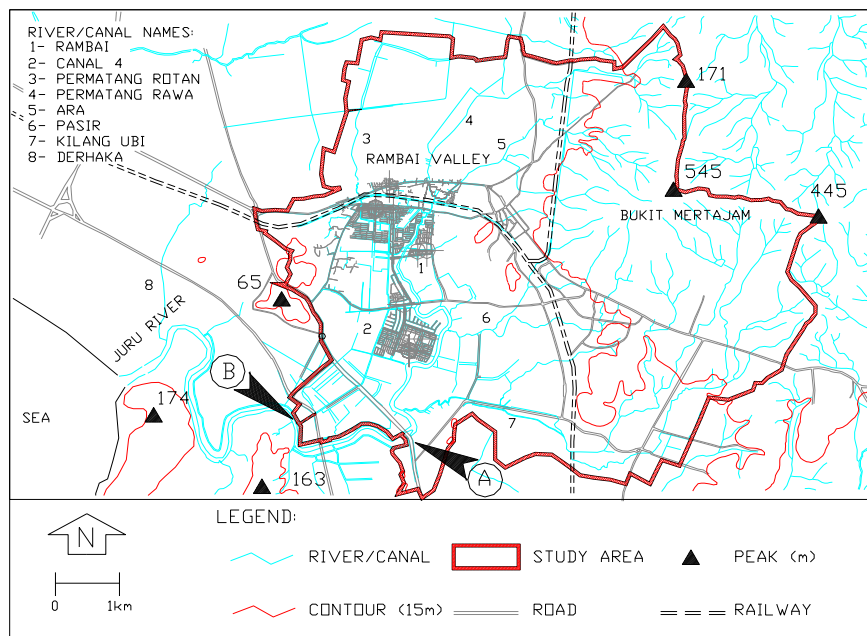 RIVER/CANAL NAMES:
1- RAMBAI
2- CANAL 4
3- PERMATANG ROTAN
4- PERMATANG RAWA
5- ARA
6- PASIR
7- KILANG UBI
8- DERHAKA
171
4
3
5
RAMBAI VALLEY
545
445
BUKIT MERTAJAM
1
65
8
2
6
JURU RIVER
B
174
SEA
7
A
163
LEGEND:
N
RIVER/CANAL
STUDY AREA
PEAK (m)
0 1km
CONTOUR (15m)
ROAD
RAILWAY